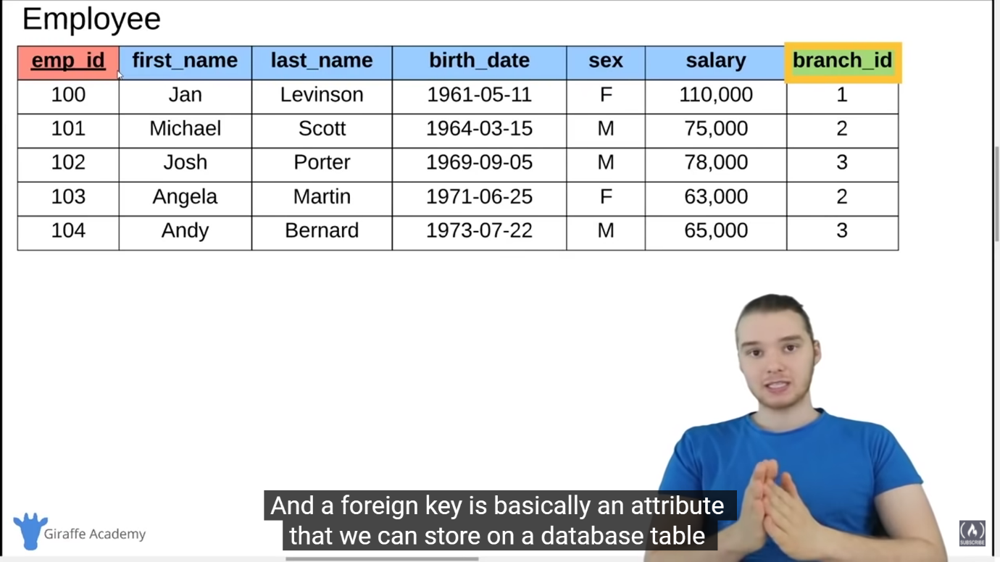 Employee
emp_id first_name last_name birth_date sex salary branch_id
100 Jan Levinson 1961-05-11 F 110,000 1
101 Michael Scott 1964-03-15 M 75,000 2
102 Josh Porter 1969-09-05 M 78,000 3
103 Angela Martin 1971-06-25 F 63,000 2
104 Andy Bernard 1973-07-22 M 65,000 3
And a foreign key is basically an attribute
that we can store on a database table
Giraffe Academy
SUBSCRIBE